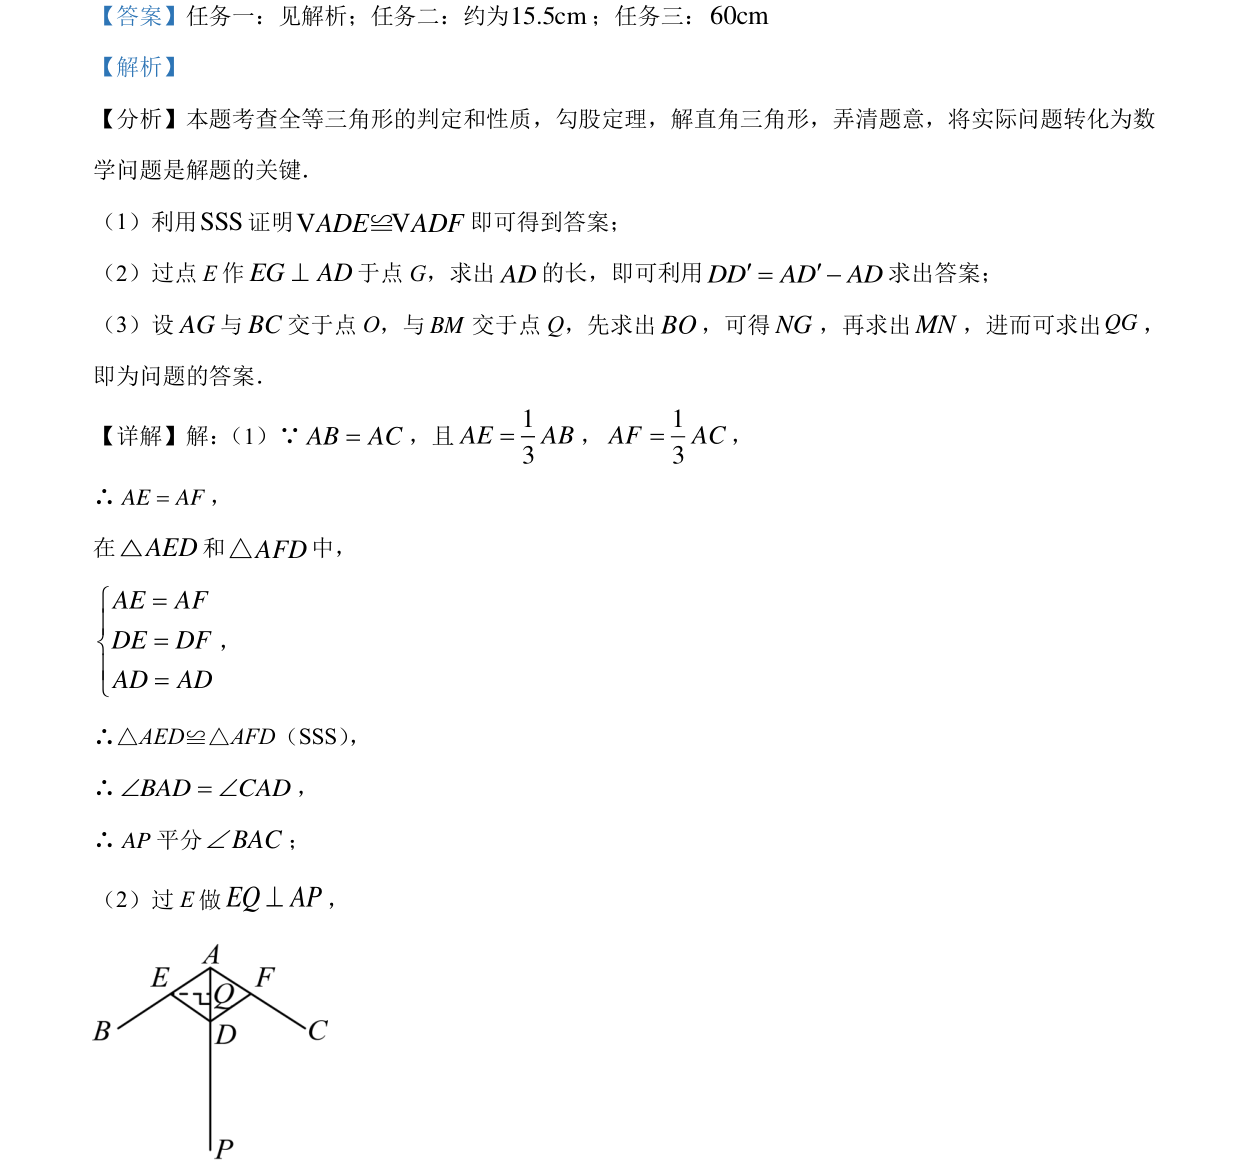 【答案】任务一：见解析；任务二：约为15.5cm；任务三：60cm
【解析】
【分析】本题考查全等三角形的判定和性质，勾股定理，解直角三角形，弄清题意，将实际问题转化为数
学问题是解题的关键．
（1）利用SSS证明VADE≌VADF即可得到答案；
（2）过点E作EG⊥AD于点G，求出AD的长，即可利用DD′=AD′−AD求出答案；
（3）设AG与BC交于点O，与BM交于点Q，先求出BO，可得NG，再求出MN，进而可求出QG，
即为问题的答案．
【详解】解：（1）∵AB=AC，且AE=1/3AB，AF=1/3AC，
∴AE=AF，
在△AED和△AFD中，
{AE=AF
DE=DF，
AD=AD
∴△AED≌△AFD（SSS），
∴∠BAD=∠CAD，
∴AP平分∠BAC；
（2）过E做EQ⊥AP，
A
E F
Q
B D C
P